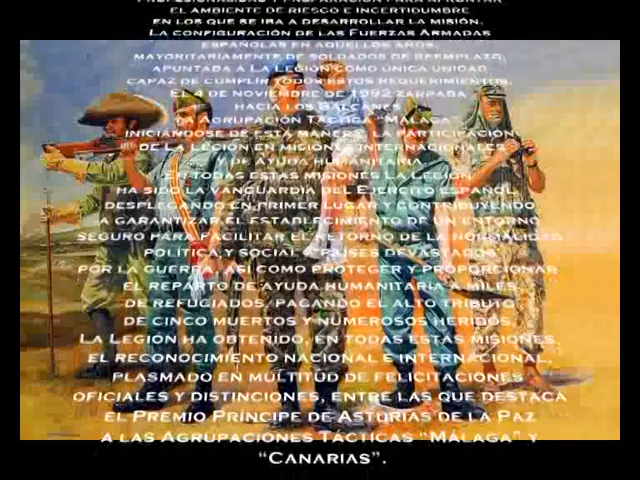 PROFESIONALIDAD Y PREPARACIÓN PARA AFRONTAR
EL AMBIENTE DE RIESGO E INCERTIDUMBRE
EN LOS QUE SE IBA A DESARROLLAR LA MISIÓN.
LA CONFIGURACIÓN DE LAS FUERZAS ARMADAS
ESPAÑOLAS EN AQUELLOS AÑOS,
MAYORITARIAMENTE DE SOLDADOS DE REEMPLAZO,
APUNTABA A LA LEGIÓN COMO ÚNICA UNIDAD
CAPAZ DE CUMPLIR TODOS ESTOS REQUERIMIENTOS.
EL 4 DE NOVIEMBRE DE 1992 ZARPABA
HACIA LOS BALCANES
LA AGRUPACIÓN TÁCTICA "MÁLAGA",
INICIÁNDOSE DE ESTA MANERA LA PARTICIPACIÓN
DE LA LEGIÓN EN MISIONES INTERNACIONALES
DE AYUDA HUMANITARIA.
EN TODAS ESTAS MISIONES LA LEGIÓN
HA SIDO LA VANGUARDIA DEL EJERCITO ESPAÑOL,
DESPLEGANDO EN PRIMER LUGAR Y CONTRIBUYENDO
A GARANTIZAR EL ESTABLECIMIENTO DE UN ENTORNO
SEGURO PARA FACILITAR EL RETORNO DE LA NORMALIDAD
POLÍTICA Y SOCIAL A PAÍSES DEVASTADOS
POR LA GUERRA, ASÍ COMO PROTEGER Y PROPORCIONAR
EL REPARTO DE AYUDA HUMANITARIA A MILES
DE REFUGIADOS, PAGANDO EL ALTO TRIBUTO
DE CINCO MUERTOS Y NUMEROSOS HERIDOS.
LA LEGIÓN HA OBTENIDO, EN TODAS ESTAS MISIONES,
EL RECONOCIMIENTO NACIONAL E INTERNACIONAL,
PLASMADO EN MULTITUD DE FELICITACIONES
OFICIALES Y DISTINCIONES, ENTRE LAS QUE DESTACA
EL PREMIO PRÍNCIPE DE ASTURIAS DE LA PAZ
A LAS AGRUPACIONES TÁCTICAS "MÁLAGA" Y
"CANARIAS".